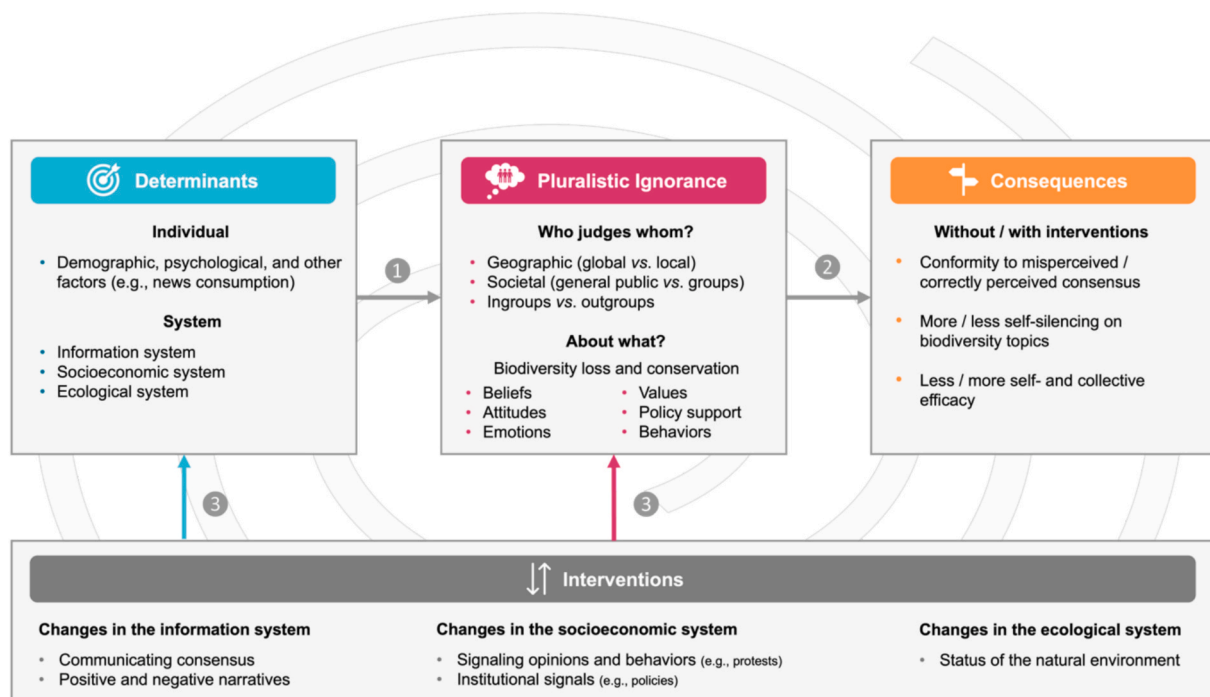 Determinants
Individual
• Demographic, psychological, and other
factors (e.g., news consumption)
System
• Information system
• Socioeconomic system
• Ecological system
1
Pluralistic Ignorance
Who judges whom?
• Geographic (global vs. local)
• Societal (general public vs. groups)
• Ingroups vs. outgroups
About what?
Biodiversity loss and conservation
• Beliefs
• Attitudes
• Emotions
• Values
• Policy support
• Behaviors
2
Consequences
Without / with interventions
• Conformity to misperceived /
correctly perceived consensus
• More / less self-silencing on
biodiversity topics
• Less / more self- and collective
efficacy
3
3
Interventions
Changes in the information system
• Communicating consensus
• Positive and negative narratives
Changes in the socioeconomic system
• Signaling opinions and behaviors (e.g., protests)
• Institutional signals (e.g., policies)
Changes in the ecological system
• Status of the natural environment